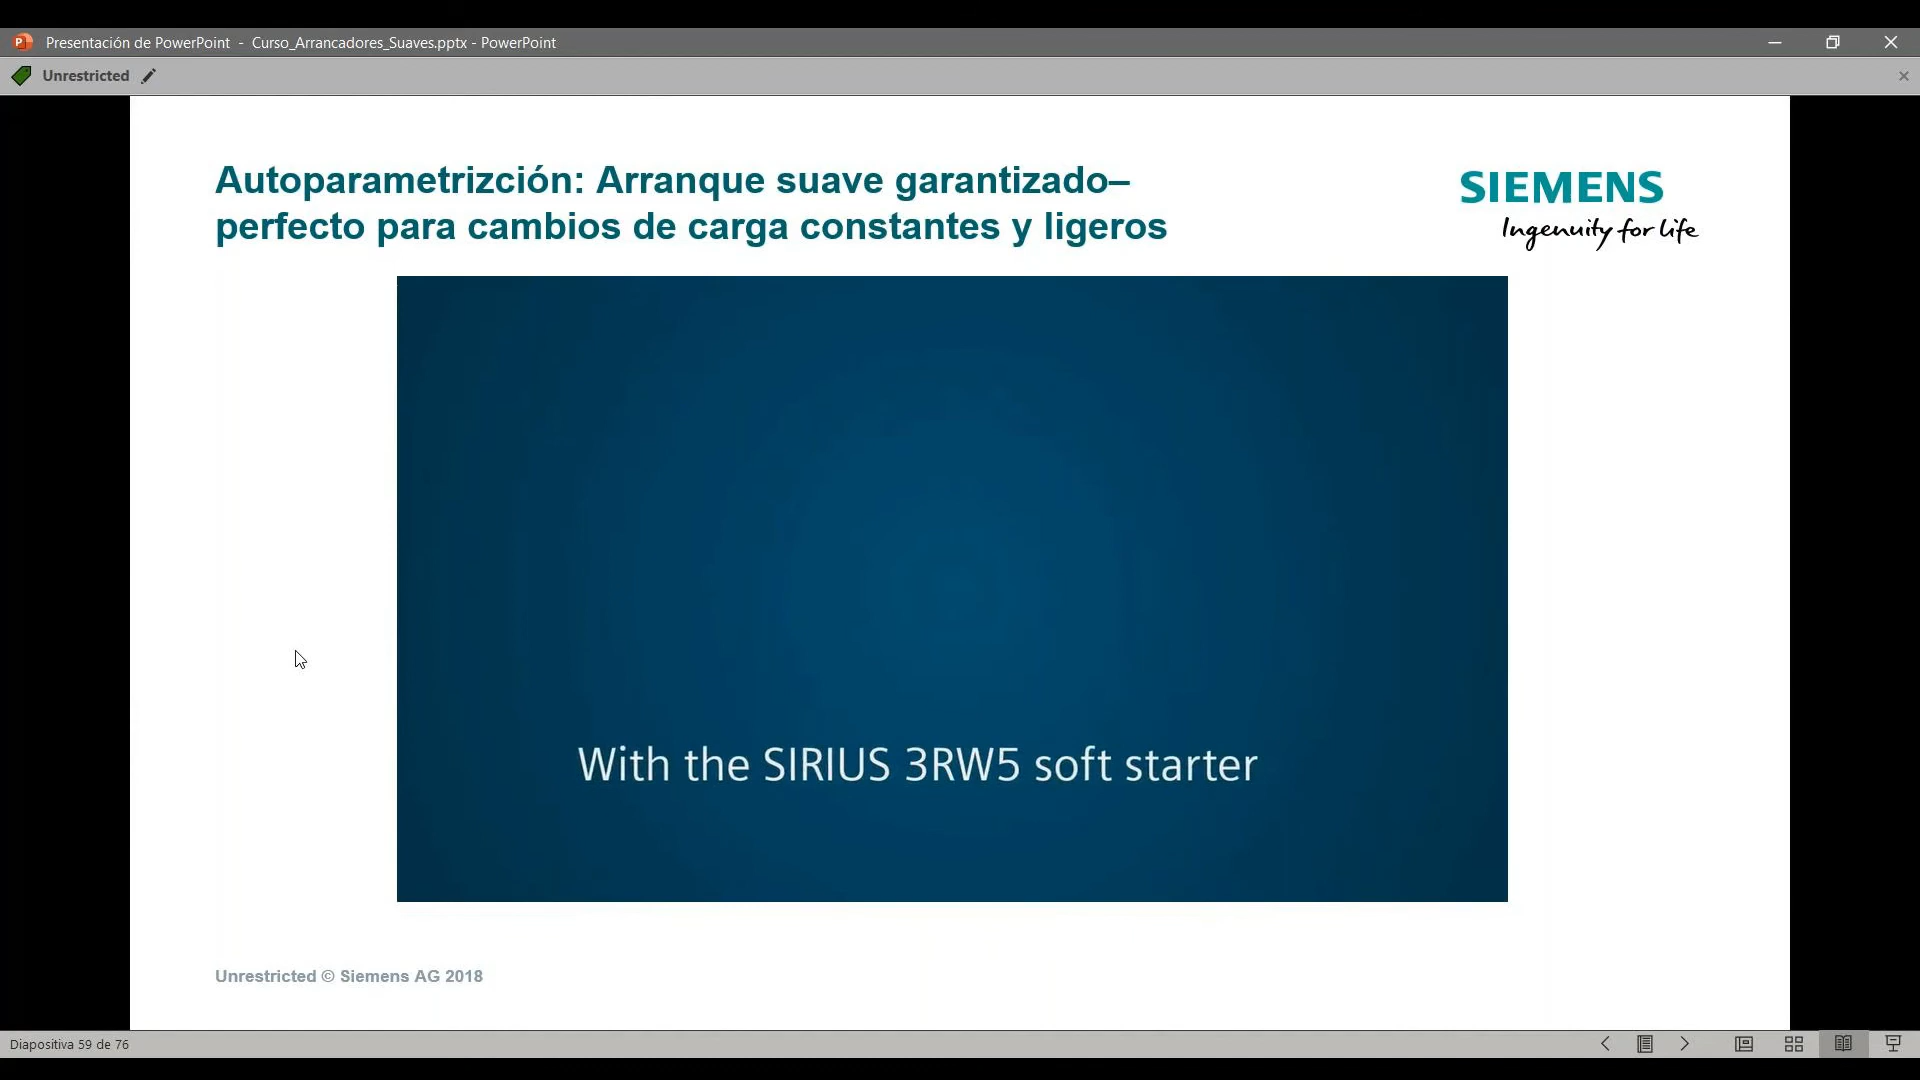 Presentación de PowerPoint - Curso_Arrancadores_Suaves.pptx - PowerPoint
Unrestricted
Autoparametrizción: Arranque suave garantizado–
perfecto para cambios de carga constantes y ligeros
SIEMENS
Ingenuity for life
With the SIRIUS 3RW5 soft starter
Unrestricted © Siemens AG 2018
Diapositiva 59 de 76